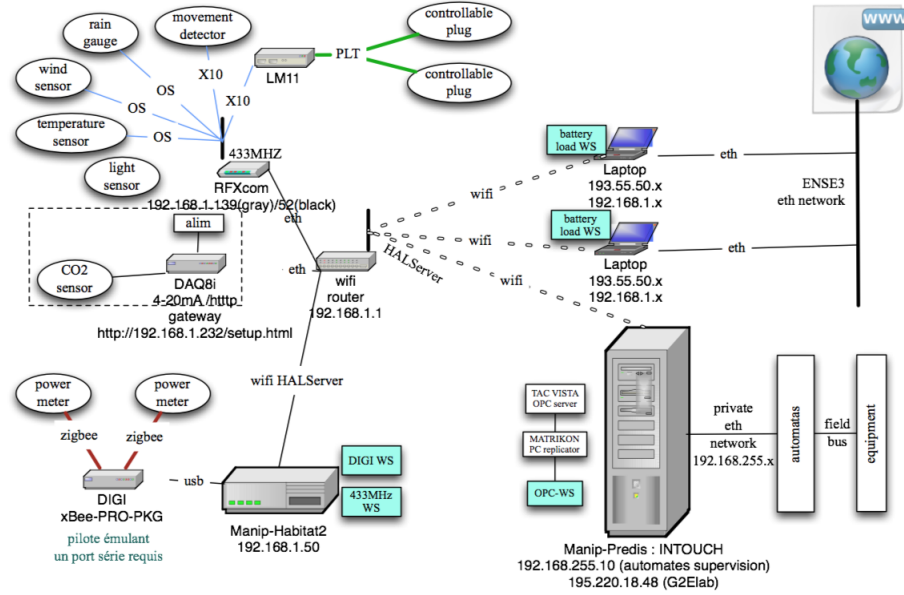 rain
gauge
movement
detector
controllable
plug
www
wind
sensor
OS
X10
LM11
PLT
controllable
plug
OS
X10
temperature
sensor
OS
433MHZ
light
sensor
RFXcom
192.168.1.139(gray)/52(black)
eth
battery
load WS
Laptop
193.55.50.x
192.168.1.x
eth
ENSE3
eth network
wifi
alim
CO2
sensor
DAQ8i
4-20mA /htttp
gateway
http://192.168.1.232/setup.html
eth
wifi
router
192.168.1.1
HALServer
wifi
wifi
battery
load WS
Laptop
193.55.50.x
192.168.1.x
eth
wifi HALServer
power
meter
power
meter
zigbee
zigbee
DIGI
xBee-PRO-PKG
pilote émulant
un port série requis
usb
DIGI WS
433MHz
WS
Manip-Habitat2
192.168.1.50
TAC VISTA
OPC server
MATRIKON
PC replicator
OPC-WS
private
eth
network
192.168.255.x
automatas
field
bus
equipment
Manip-Predis : INTOUCH
192.168.255.10 (automates supervision)
195.220.18.48 (G2Elab)